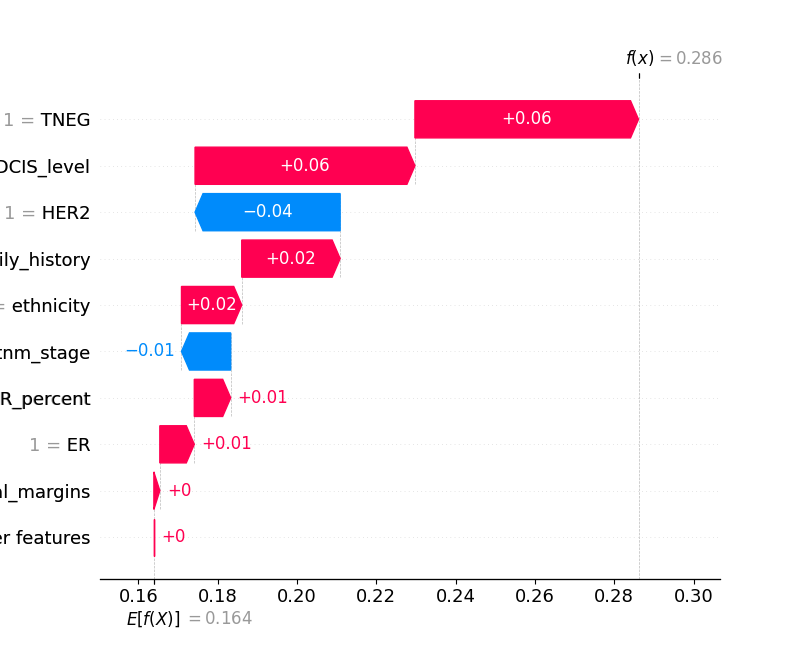 f(x) = 0.286
1 = TNEG
+0.06
DCIS_level
+0.06
1 = HER2
−0.04
ily_history
+0.02
= ethnicity
+0.02
tnm_stage
−0.01
R_percent
+0.01
1 = ER
+0.01
al_margins
+0
er features
+0
0.16 0.18 0.20 0.22 0.24 0.26 0.28 0.30
E[f(X)] = 0.164